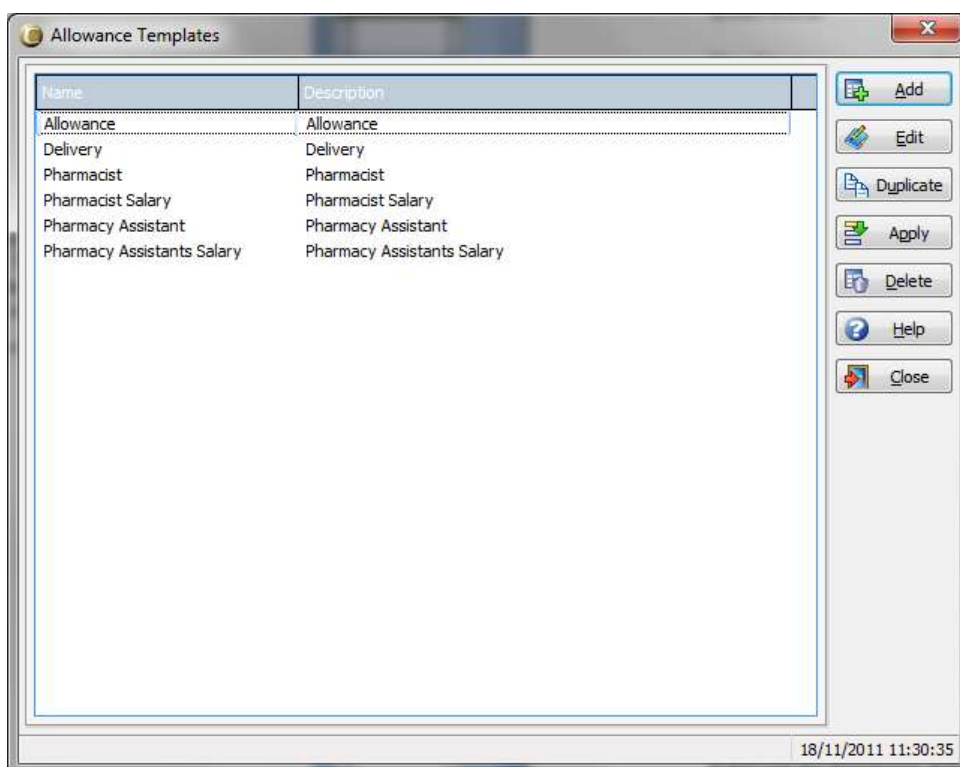 Allowance Templates
Name Description
Allowance Allowance
Delivery Delivery
Pharmacist Pharmacist
Pharmacist Salary Pharmacist Salary
Pharmacy Assistant Pharmacy Assistant
Pharmacy Assistants Salary Pharmacy Assistants Salary
Add
Edit
Duplicate
Apply
Delete
Help
Close
18/11/2011 11:30:35